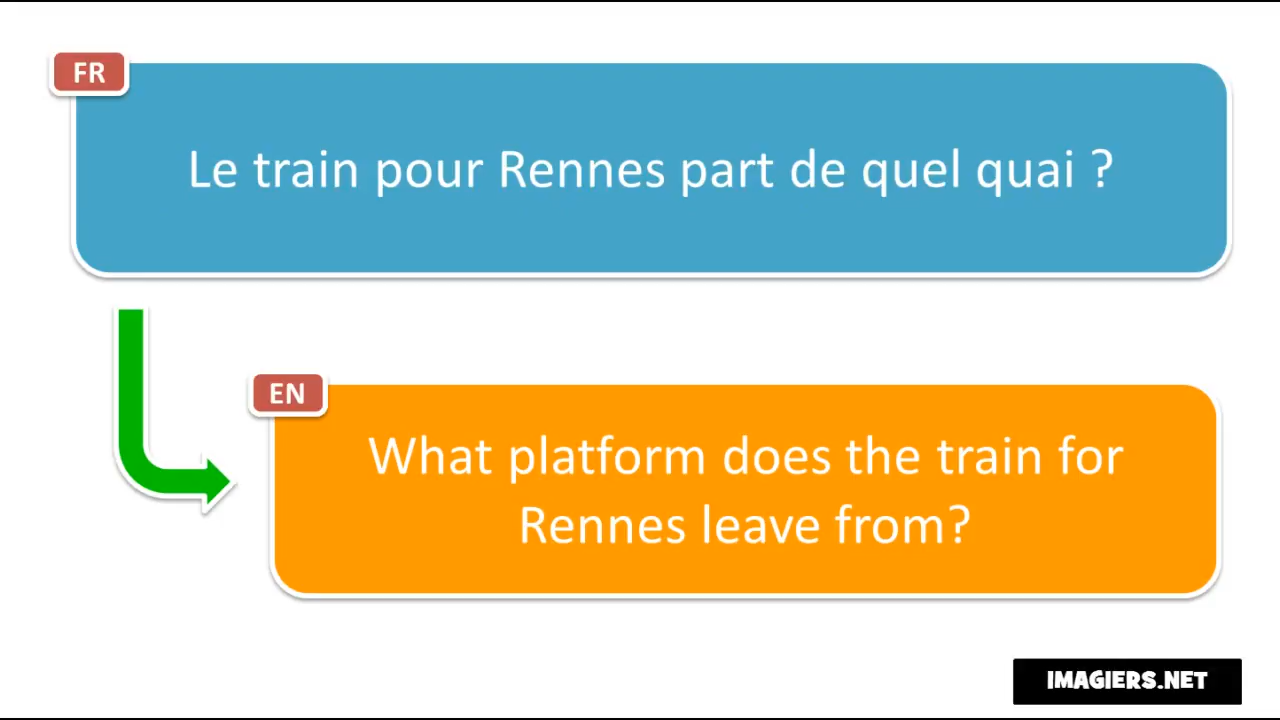 FR
Le train pour Rennes part de quel quai ?
EN
What platform does the train for
Rennes leave from?
IMAGIERS.NET